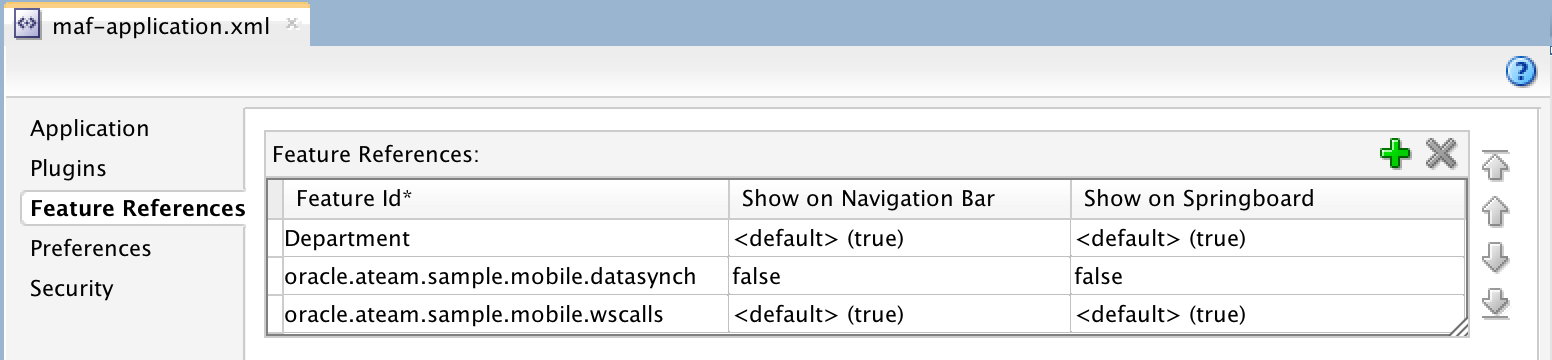 maf-application.xml
Application
Plugins
Feature References
Preferences
Security
Feature References:
Feature Id* Show on Navigation Bar Show on Springboard
Department <default> (true) <default> (true)
oracle.ateam.sample.mobile.datasynch false false
oracle.ateam.sample.mobile.wscalls <default> (true) <default> (true)